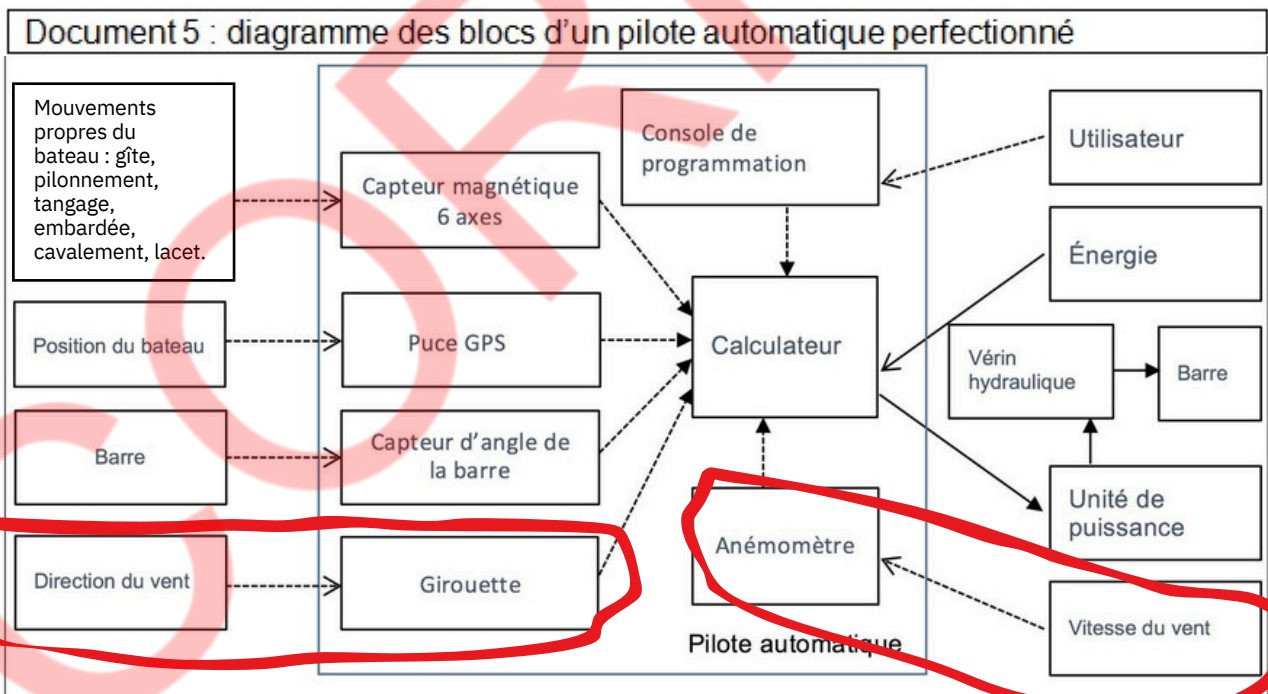 Document 5 : diagramme des blocs d'un pilote automatique perfectionné
Mouvements
propres du
bateau : gîte,
pilonnement,
tangage,
embardée,
cavalement, lacet.
Capteur magnétique
6 axes
Console de
programmation
Utilisateur
Énergie
Position du bateau
Puce GPS
Calculateur
Vérin
hydraulique
Barre
Barre
Capteur d'angle de
la barre
Unité de
puissance
Direction du vent
Girouette
Anémomètre
Vitesse du vent
Pilote automatique
COR